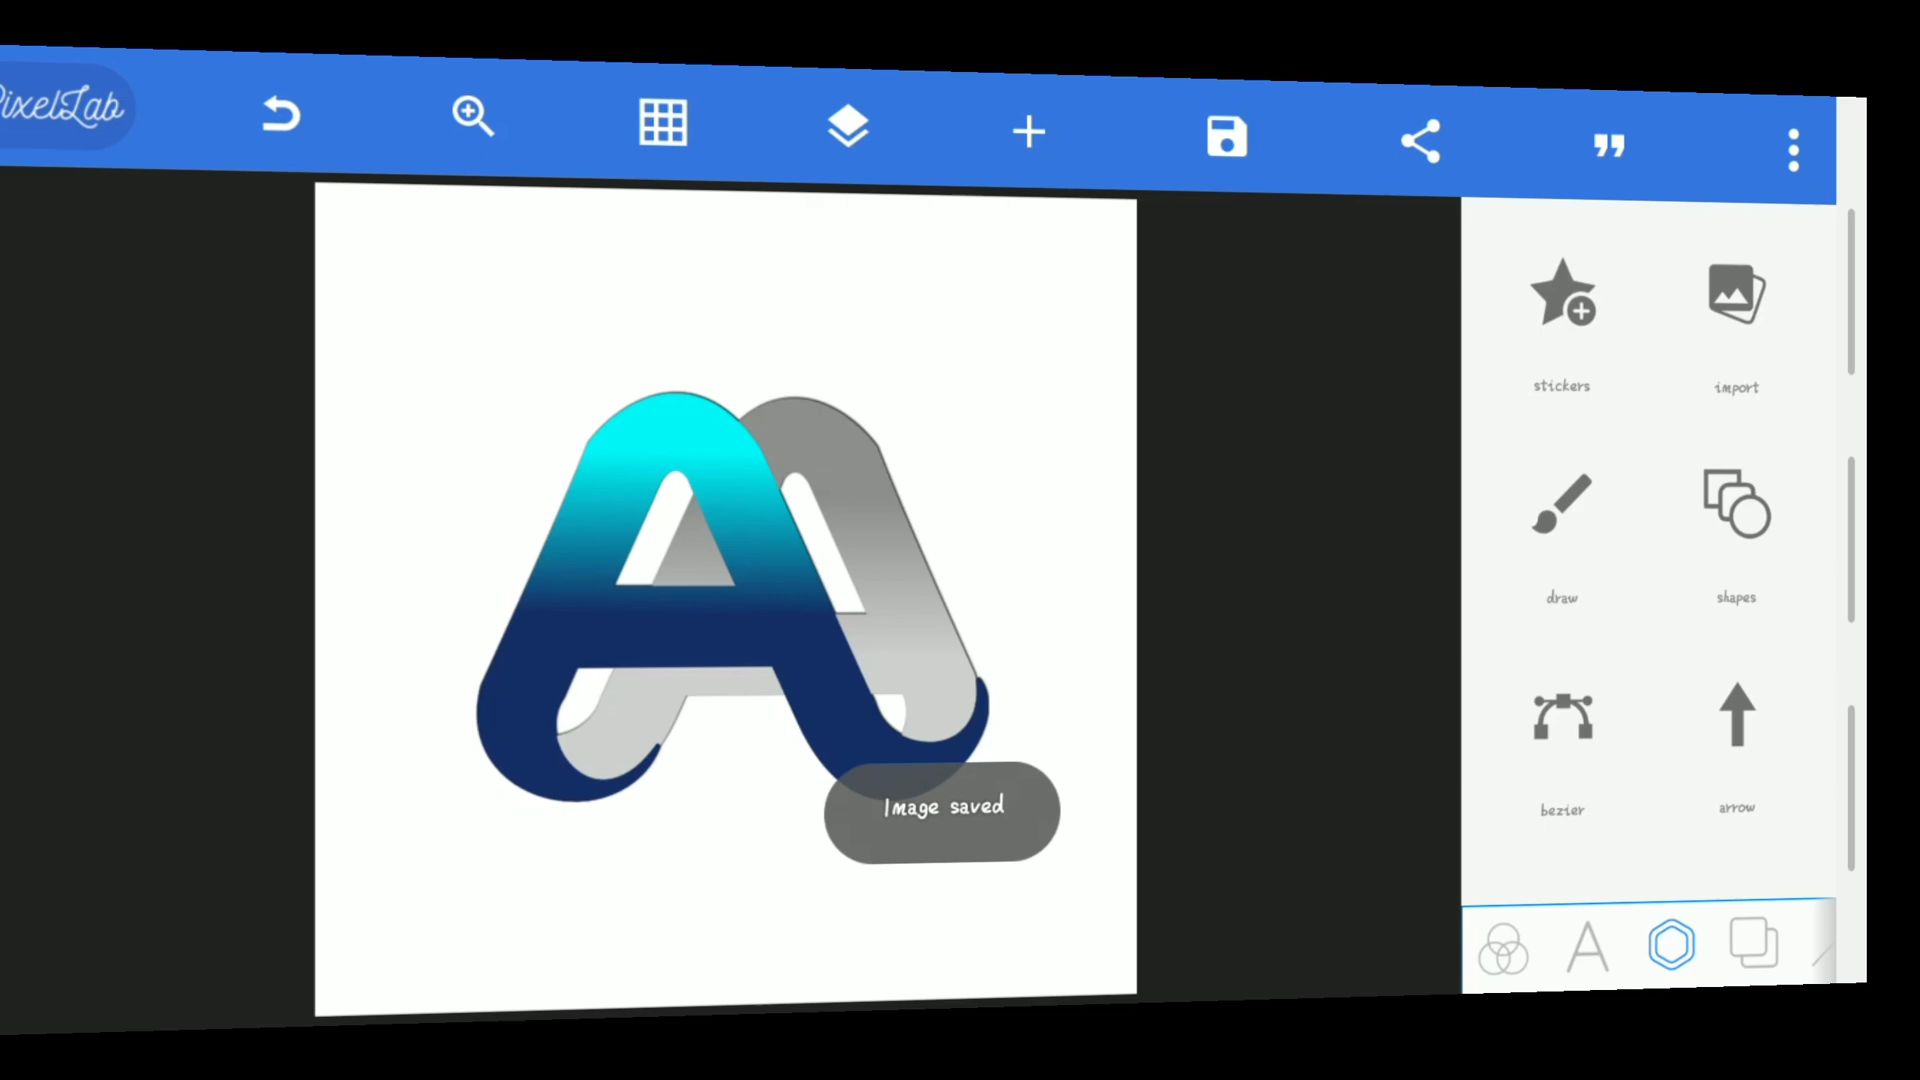 PixelLab
stickers
import
draw
shapes
Image saved
bezier
arrow